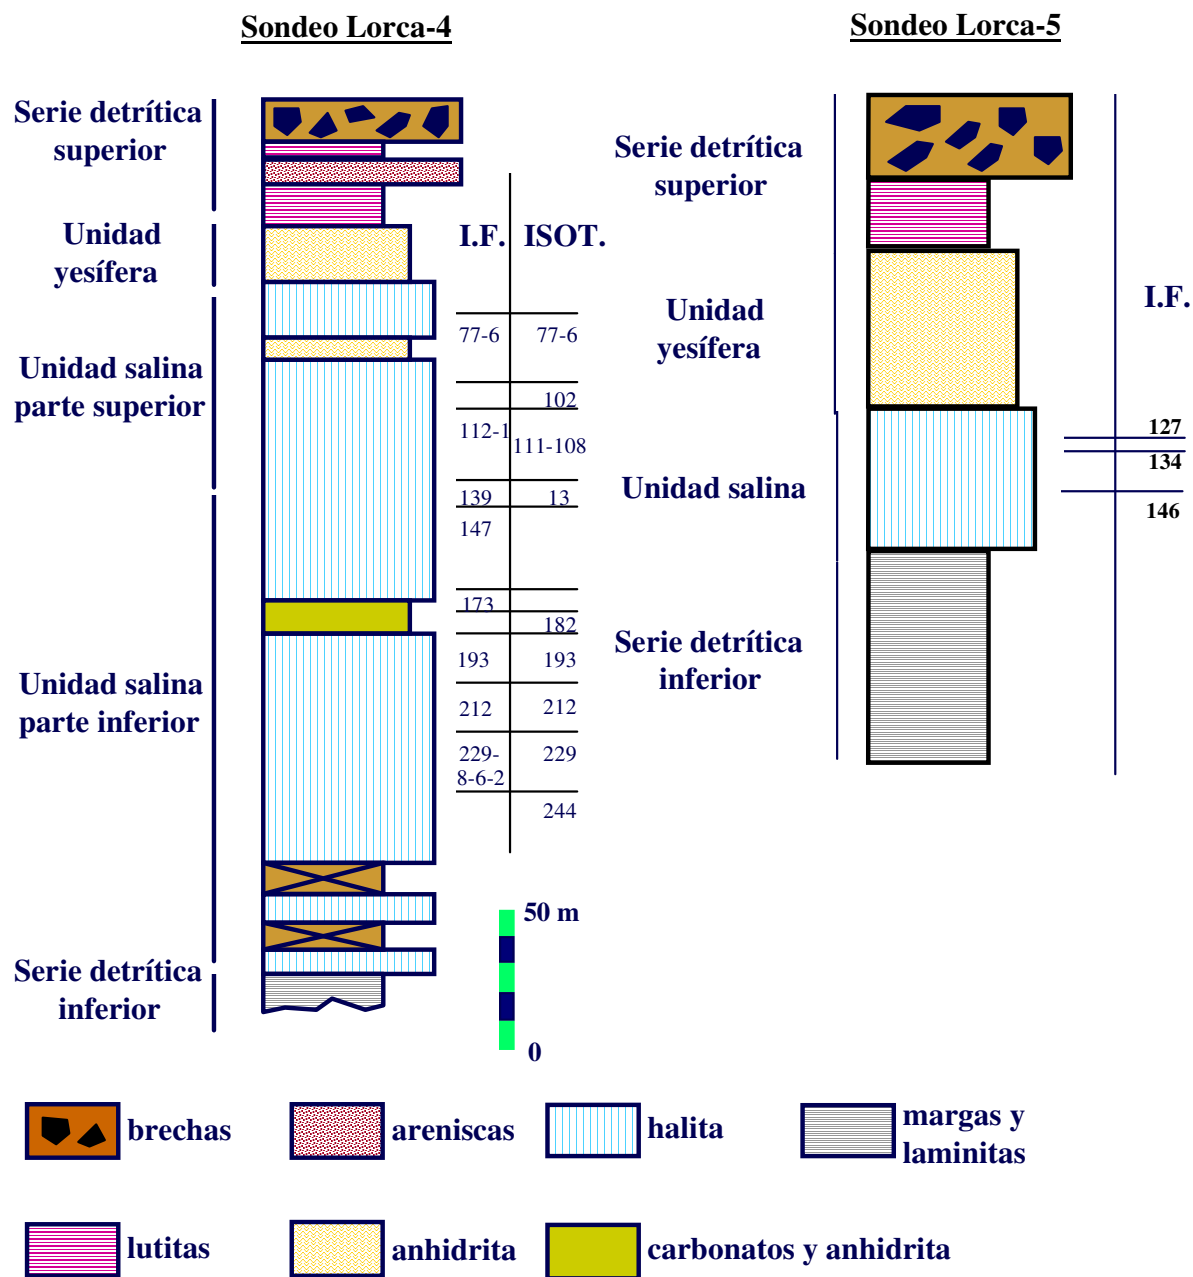 Sondeo Lorca-4
Serie detrítica
superior
Unidad
yesífera
Unidad salina
parte superior
Unidad salina
parte inferior
Serie detrítica
inferior
I.F.
ISOT.
77-6
77-6
102
112-1
111-108
139
13
147
173
182
193
193
212
212
229-
8-6-2
229
244
50 m
0
Sondeo Lorca-5
Serie detrítica
superior
Unidad
yesífera
Unidad salina
Serie detrítica
inferior
I.F.
127
134
146
brechas
areniscas
halita
margas y
laminitas
lutitas
anhidrita
carbonatos y anhidrita